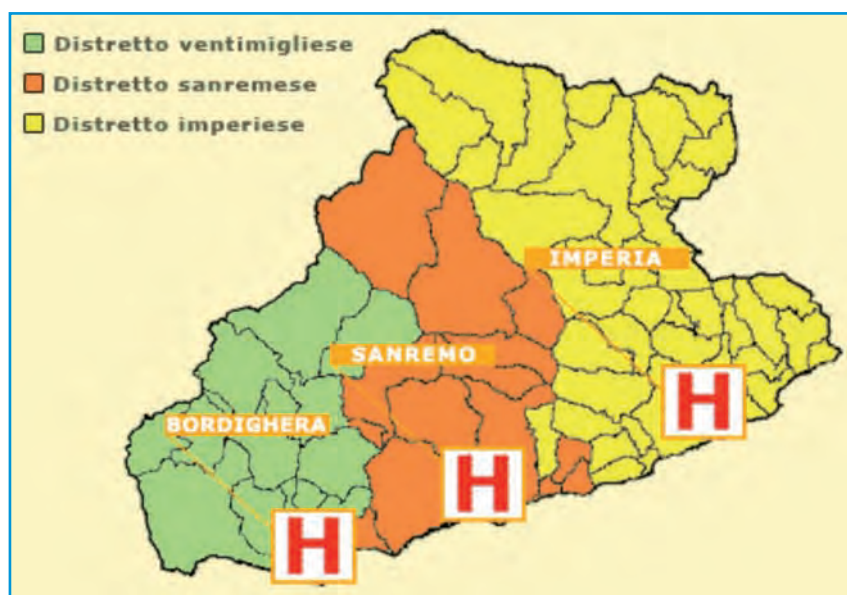 Distretto ventimigliese
Distretto sanremese
Distretto imperiese
IMPERIA
SANREMO
H
BORDIGHERA
H
H